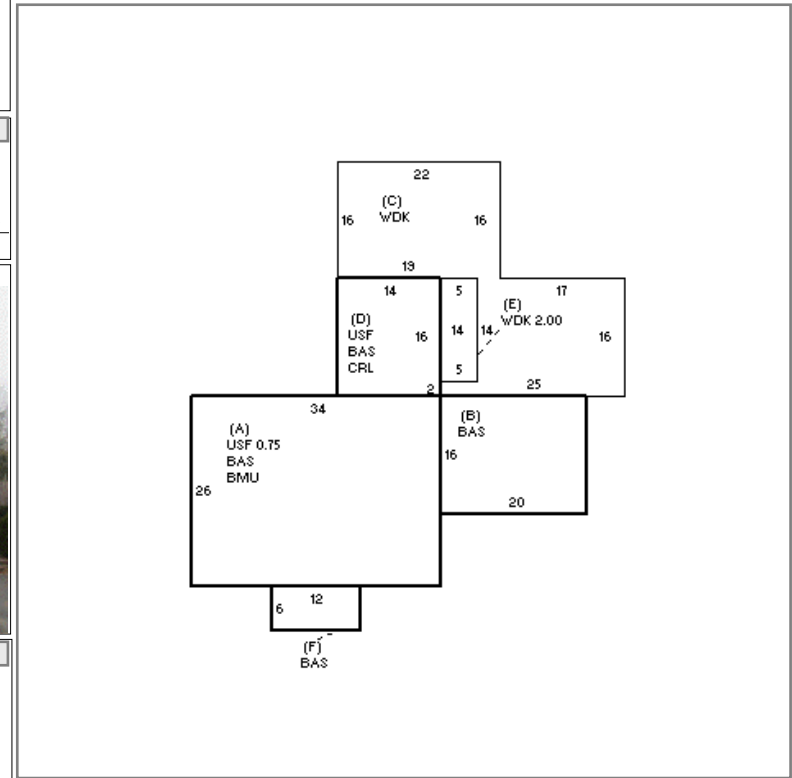 22
(C)
WDK
16
16
19
14
5
17
(E)
WDK 2.00
(D)
USF
BAS
CRL
16
14
14
16
5
2
25
34
(A)
USF 0.75
BAS
BMU
26
(B)
BAS
16
20
12
6
(F)
BAS